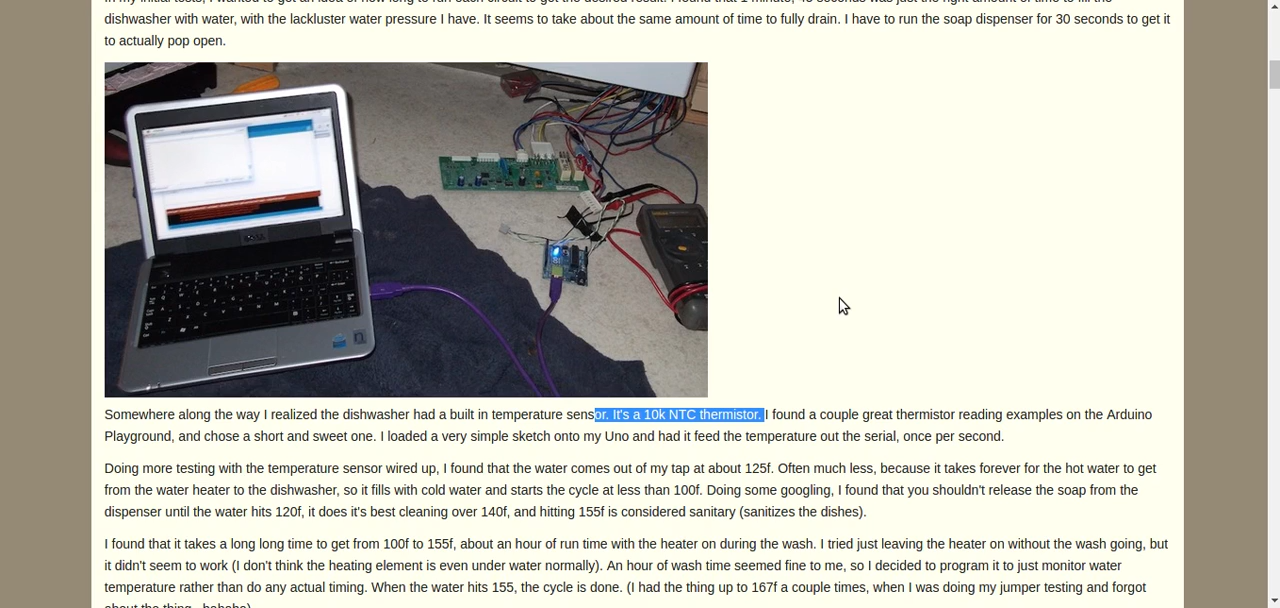 dishwasher with water, with the lackluster water pressure I have. It seems to take about the same amount of time to fully drain. I have to run the soap dispenser for 30 seconds to get it
to actually pop open.
Somewhere along the way I realized the dishwasher had a built in temperature sensor. It's a 10k NTC thermistor. I found a couple great thermistor reading examples on the Arduino
Playground, and chose a short and sweet one. I loaded a very simple sketch onto my Uno and had it feed the temperature out the serial, once per second.
Doing more testing with the temperature sensor wired up, I found that the water comes out of my tap at about 125f. Often much less, because it takes forever for the hot water to get
from the water heater to the dishwasher, so it fills with cold water and starts the cycle at less than 100f. Doing some googling, I found that you shouldn't release the soap from the
dispenser until the water hits 120f, it does it's best cleaning over 140f, and hitting 155f is considered sanitary (sanitizes the dishes).
I found that it takes a long long time to get from 100f to 155f, about an hour of run time with the heater on during the wash. I tried just leaving the heater on without the wash going, but
it didn't seem to work (I don't think the heating element is even under water normally). An hour of wash time seemed fine to me, so I decided to program it to just monitor water
temperature rather than do any actual timing. When the water hits 155, the cycle is done. (I had the thing up to 167f a couple times, when I was doing my jumper testing and forgot